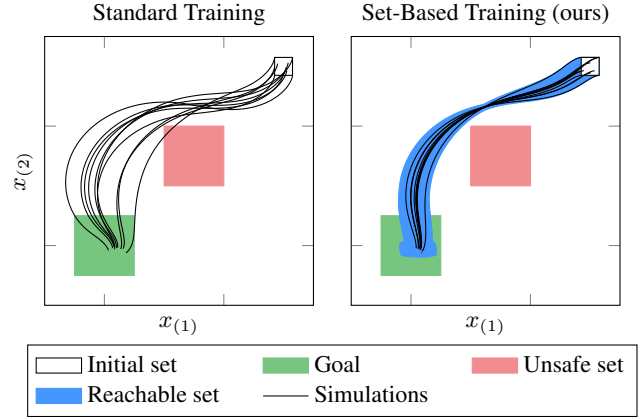 Standard Training
Set-Based Training (ours)
x(2)
x(1)
x(1)
Initial set
Goal
Unsafe set
Reachable set
Simulations